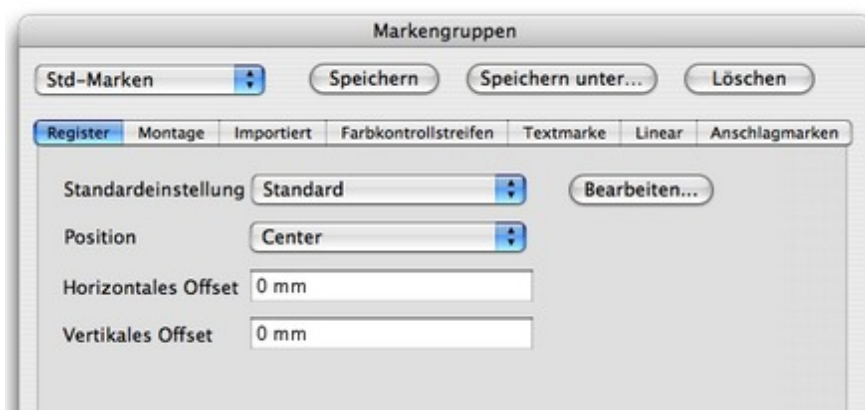 Markengruppen
Std-Marken Speichern Speichern unter... Löschen
Register Montage Importiert Farbkontrollstreifen Textmarke Linear Anschlagmarken
Standardeinstellung Standard Bearbeiten...
Position Center
Horizontales Offset 0 mm
Vertikales Offset 0 mm